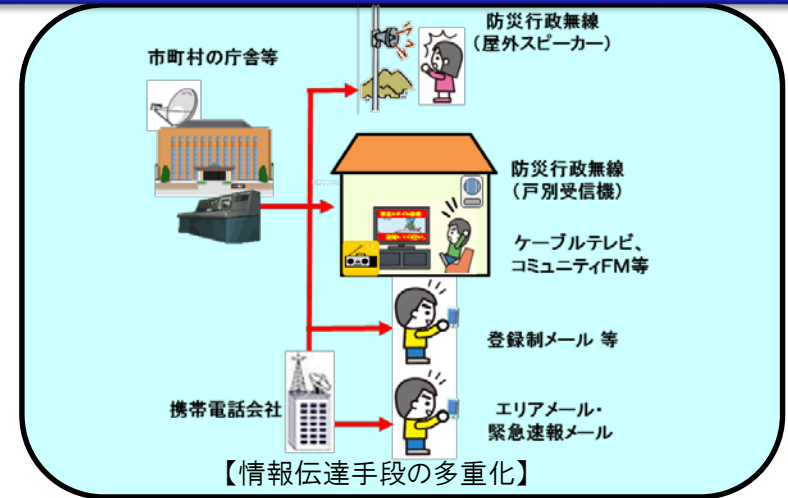 防災行政無線
（屋外スピーカー）
市町村の庁舎等
防災行政無線
（戸別受信機）
ケーブルテレビ、
コミュニティFM等
登録制メール 等
携帯電話会社
エリアメール・
緊急速報メール
【情報伝達手段の多重化】